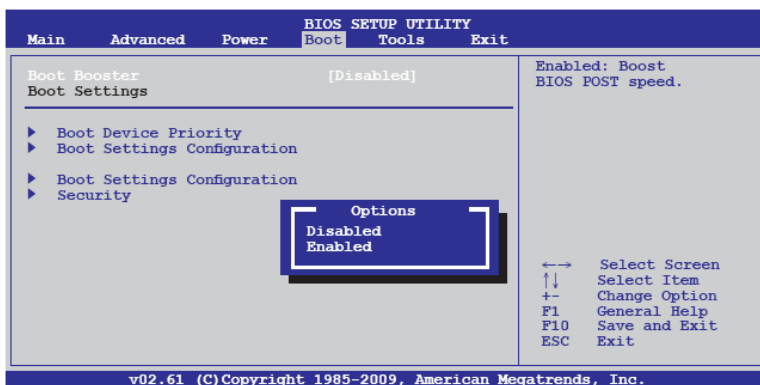 BIOS SETUP UTILITY
Main Advanced Power Boot Tools Exit
Boot Booster [Disabled]
Boot Settings
Boot Device Priority
Boot Settings Configuration
Boot Settings Configuration
Security
Options
Disabled
Enabled
Enabled: Boost
BIOS POST speed.
←→ Select Screen
↑↓ Select Item
+- Change Option
F1 General Help
F10 Save and Exit
ESC Exit
v02.61 (C)Copyright 1985-2009, American Megatrends, Inc.